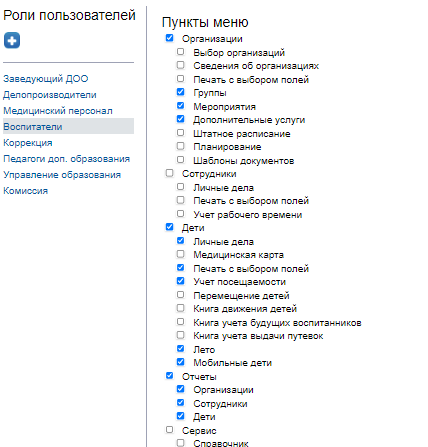 Роли пользователей
Заведующий ДОО
Делопроизводители
Медицинский персонал
Воспитатели
Коррекция
Педагоги доп. образования
Управление образования
Комиссия
Пункты меню
Организации
Выбор организаций
Сведения об организациях
Печать с выбором полей
Группы
Мероприятия
Дополнительные услуги
Штатное расписание
Планирование
Шаблоны документов
Сотрудники
Личные дела
Печать с выбором полей
Учет рабочего времени
Дети
Личные дела
Медицинская карта
Печать с выбором полей
Учет посещаемости
Перемещение детей
Книга движения детей
Книга учета будущих воспитанников
Книга учета выдачи путевок
Лето
Мобильные дети
Отчеты
Организации
Сотрудники
Дети
Сервис
Справочник